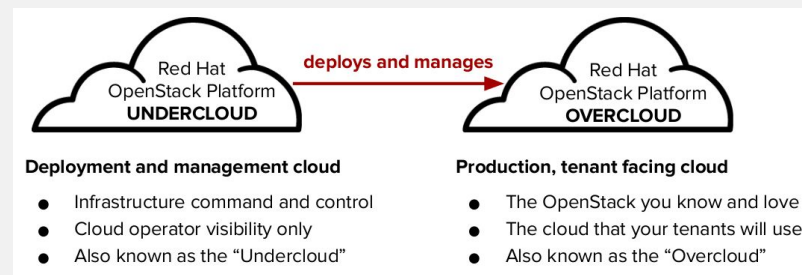 Red Hat
OpenStack Platform
UNDERCLOUD
deploys and manages
Red Hat
OpenStack Platform
OVERCLOUD
Deployment and management cloud
● Infrastructure command and control
● Cloud operator visibility only
● Also known as the “Undercloud”
Production, tenant facing cloud
● The OpenStack you know and love
● The cloud that your tenants will use
● Also known as the “Overcloud”